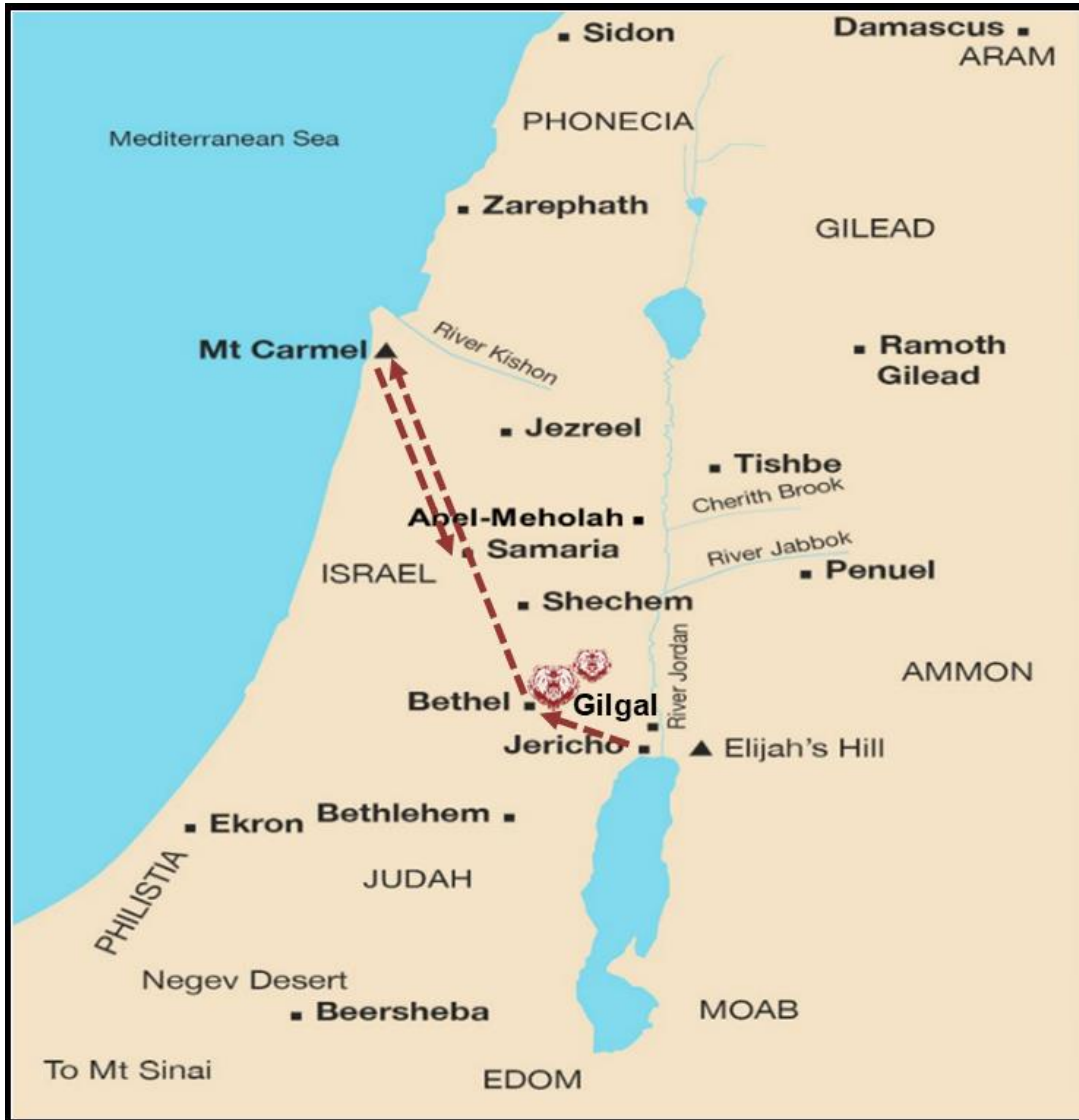 Sidon
Damascus
ARAM
PHONECIA
Mediterranean Sea
Zarephath
GILEAD
Mt Carmel
River Kishon
Ramoth
Gilead
Jezreel
Tishbe
Cherith Brook
Abel-Meholah
Samaria
River Jabbok
ISRAEL
Penuel
Shechem
River Jordan
AMMON
Bethel
Gilgal
Jericho
Elijah's Hill
Ekron
Bethlehem
PHILISTIA
JUDAH
Negev Desert
Beersheba
MOAB
To Mt Sinai
EDOM